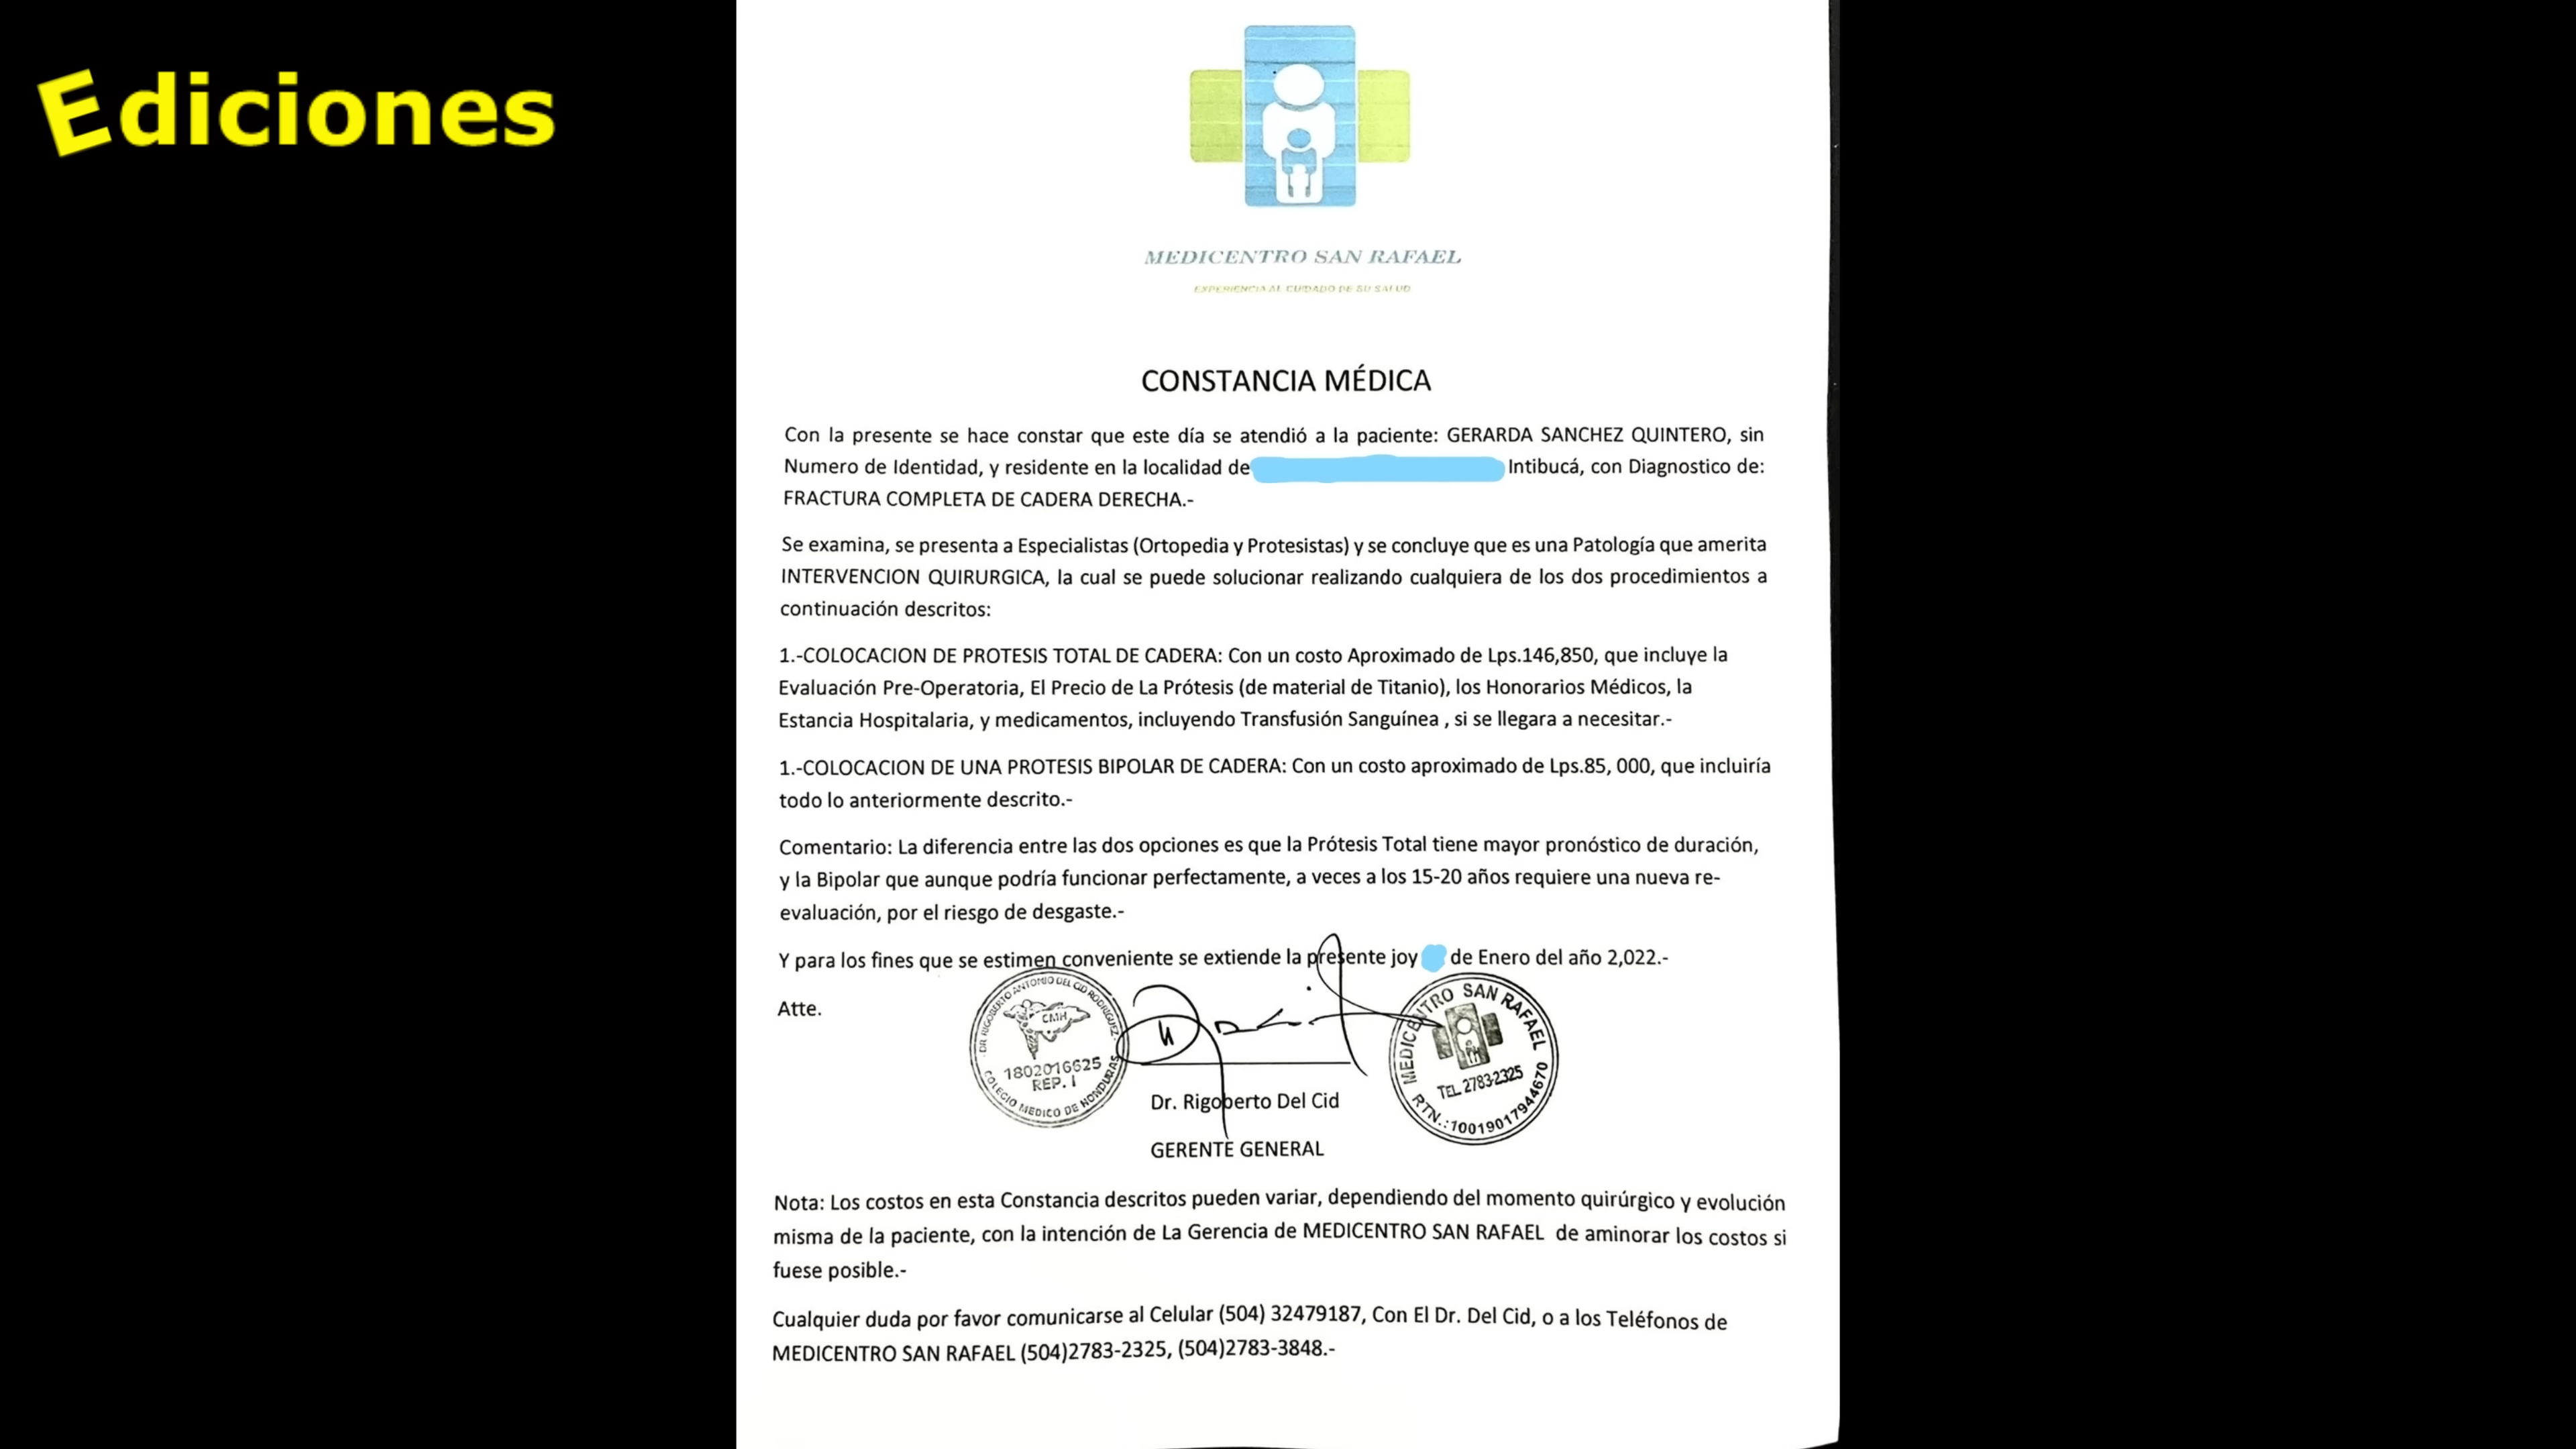 Ediciones
MEDICENTRO SAN RAFAEL
EXPERIENCIA AL CUIDADO DE SU SALUD
CONSTANCIA MÉDICA
Con la presente se hace constar que este día se atendió a la paciente: GERARDA SANCHEZ QUINTERO, sin
Numero de Identidad, y residente en la localidad de Intibucá, con Diagnostico de:
FRACTURA COMPLETA DE CADERA DERECHA.-
Se examina, se presenta a Especialistas (Ortopedia y Protesistas) y se concluye que es una Patología que amerita
INTERVENCION QUIRURGICA, la cual se puede solucionar realizando cualquiera de los dos procedimientos a
continuación descritos:
1.-COLOCACION DE PROTESIS TOTAL DE CADERA: Con un costo Aproximado de Lps.146,850, que incluye la
Evaluación Pre-Operatoria, El Precio de La Prótesis (de material de Titanio), los Honorarios Médicos, la
Estancia Hospitalaria, y medicamentos, incluyendo Transfusión Sanguínea , si se llegara a necesitar.-
1.-COLOCACION DE UNA PROTESIS BIPOLAR DE CADERA: Con un costo aproximado de Lps.85, 000, que incluiría
todo lo anteriormente descrito.-
Comentario: La diferencia entre las dos opciones es que la Prótesis Total tiene mayor pronóstico de duración,
y la Bipolar que aunque podría funcionar perfectamente, a veces a los 15-20 años requiere una nueva re-
evaluación, por el riesgo de desgaste.-
Y para los fines que se estimen conveniente se extiende la presente joy de Enero del año 2,022.-
Atte.
DR. RIGOBERTO ANTONIO DEL CID RODRIGUEZ
CMH
1802016625
REP. I
COLEGIO MEDICO DE HONDURAS
MEDICENTRO SAN RAFAEL
TEL. 2783-2325
RTN.:10019017944670
Dr. Rigoberto Del Cid
GERENTE GENERAL
Nota: Los costos en esta Constancia descritos pueden variar, dependiendo del momento quirúrgico y evolución
misma de la paciente, con la intención de La Gerencia de MEDICENTRO SAN RAFAEL de aminorar los costos si
fuese posible.-
Cualquier duda por favor comunicarse al Celular (504) 32479187, Con El Dr. Del Cid, o a los Teléfonos de
MEDICENTRO SAN RAFAEL (504)2783-2325, (504)2783-3848.-